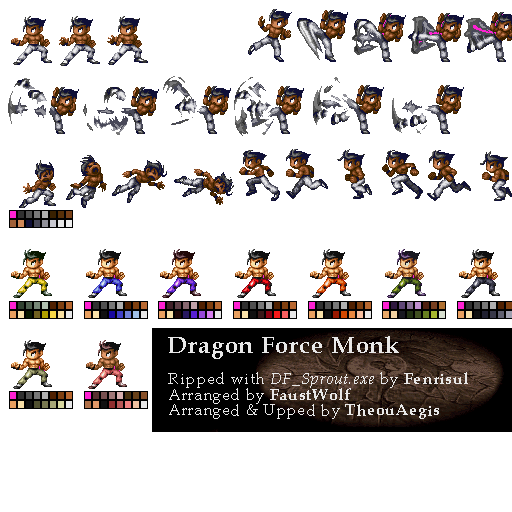 Dragon Force Monk
Ripped with DF_Sprout.exe by Fenrisul
Arranged by FaustWolf
Arranged & Upped by TheouAegis